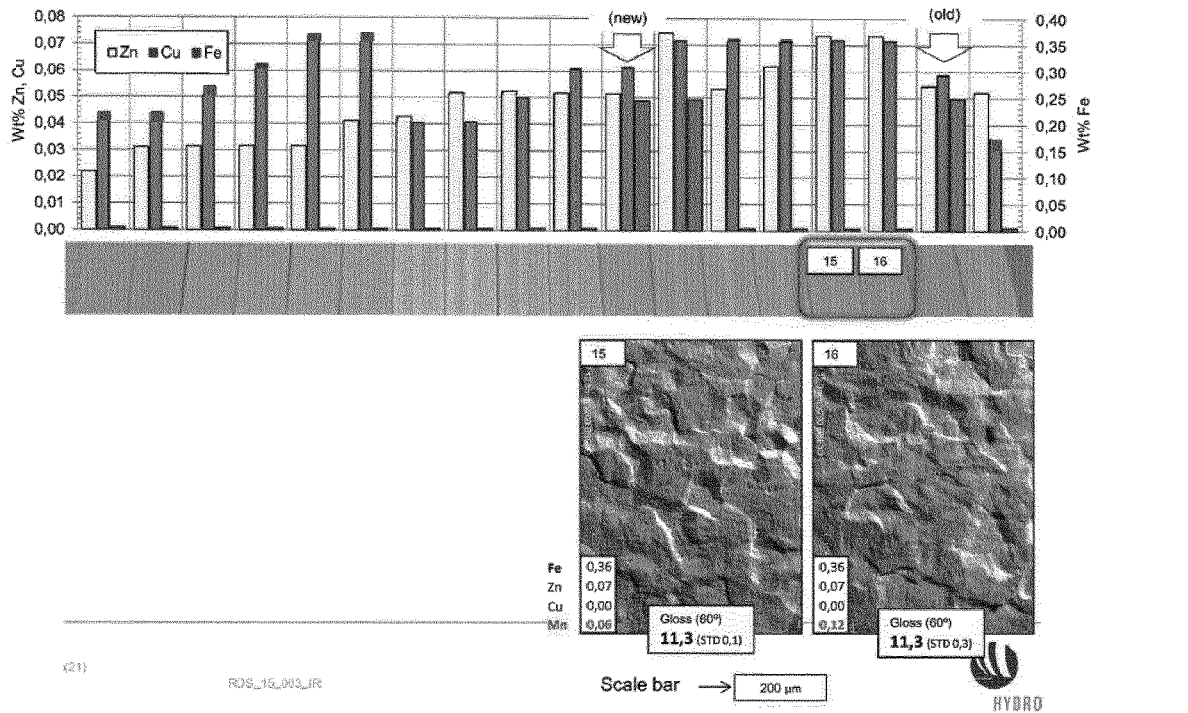 (new)
(old)
Wt% Zn, Cu
0,08
0,07
0,06
0,05
0,04
0,03
0,02
0,01
0,00
Zn Cu Fe
0,40
0,35
0,30
0,25
0,20
0,15
0,10
0,05
0,00
Wt% Fe
15 16
15
16
Fe 0,36 0,36
Zn 0,07 0,07
Cu 0,00 0,00
Mn 0,06 0,12
Gloss (60º)
11,3 (STD 0,1)
Gloss (60º)
11,3 (STD 0,3)
(21)
RDS_15_003_IR
Scale bar
200 µm
HYDRO